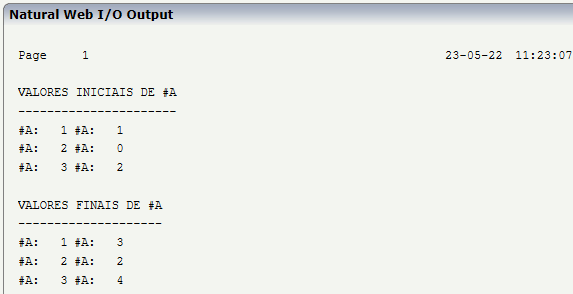 Natural Web I/O Output
Page     1                                                  23-05-22  11:23:07
VALORES INICIAIS DE #A
----------------------
#A:   1 #A:   1
#A:   2 #A:   0
#A:   3 #A:   2
VALORES FINAIS DE #A
--------------------
#A:   1 #A:   3
#A:   2 #A:   2
#A:   3 #A:   4